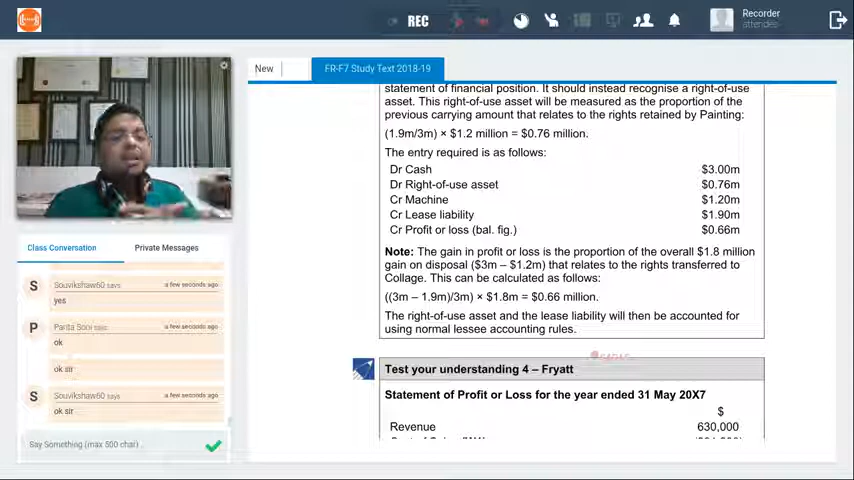 REC
Recorder
attendee
New
FR-F7 Study Text 2018-19
statement of financial position. It should instead recognise a right-of-use
asset. This right-of-use asset will be measured as the proportion of the
previous carrying amount that relates to the rights retained by Painting:
(1.9m/3m) × $1.2 million = $0.76 million.
The entry required is as follows:
Dr Cash $3.00m
Dr Right-of-use asset $0.76m
Cr Machine $1.20m
Cr Lease liability $1.90m
Cr Profit or loss (bal. fig.) $0.66m
Note: The gain in profit or loss is the proportion of the overall $1.8 million
gain on disposal ($3m – $1.2m) that relates to the rights transferred to
Collage. This can be calculated as follows:
((3m – 1.9m)/3m) × $1.8m = $0.66 million.
The right-of-use asset and the lease liability will then be accounted for
using normal lessee accounting rules.
Test your understanding 4 – Fryatt
Statement of Profit or Loss for the year ended 31 May 20X7
$
Revenue 630,000
Class Conversation Private Messages
S Souvikshaw60 says a few seconds ago
yes
P says a few seconds ago
ok
ok sir
S Souvikshaw60 says a few seconds ago
ok sir
Say Something (max 500 char)